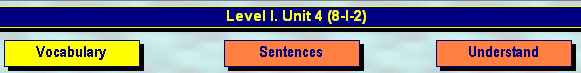 Level I. Unit 4 (8-I-2)
Vocabulary Sentences Understand